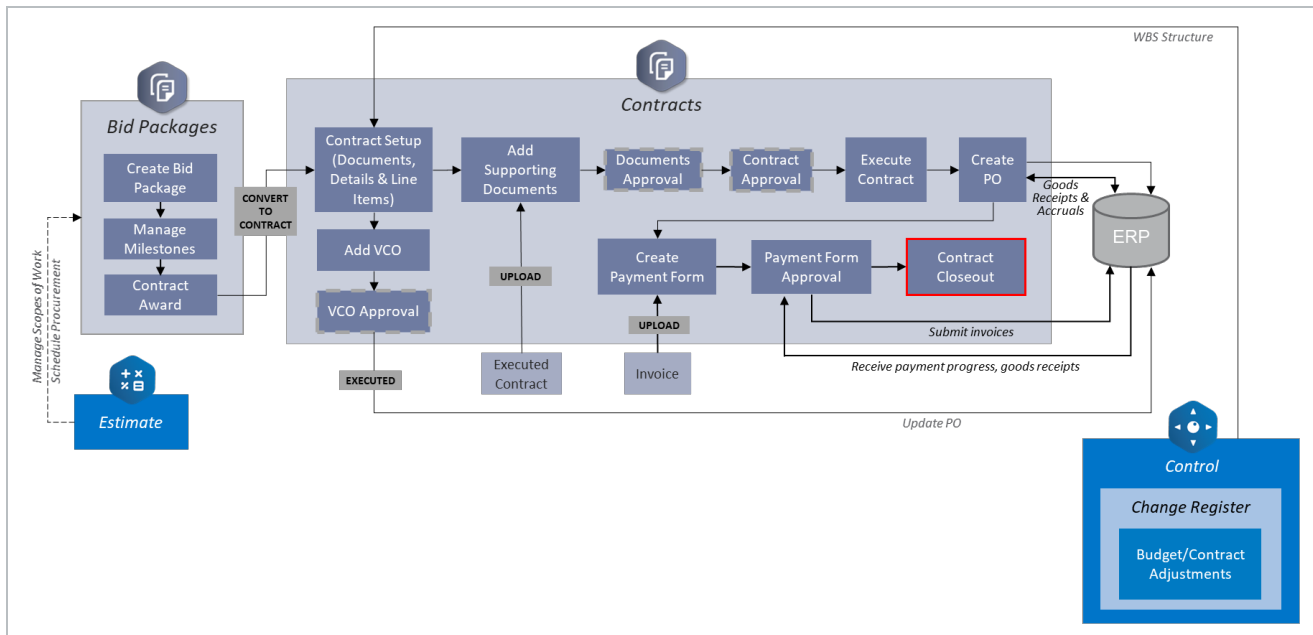 WBS Structure
Contracts
Bid Packages
Create Bid
Package
Manage
Milestones
Contract
Award
CONVERT
TO
CONTRACT
Contract Setup
(Documents,
Details & Line
Items)
Add
Supporting
Documents
Documents
Approval
Contract
Approval
Execute
Contract
Create
PO
Goods
Receipts &
Accruals
ERP
Add VCO
VCO Approval
UPLOAD
Create
Payment Form
Payment Form
Approval
Contract
Closeout
UPLOAD
Submit invoices
Receive payment progress, goods receipts
EXECUTED
Executed
Contract
Invoice
Update PO
Manage Scopes of Work
Schedule Procurement
Estimate
Control
Change Register
Budget/Contract
Adjustments